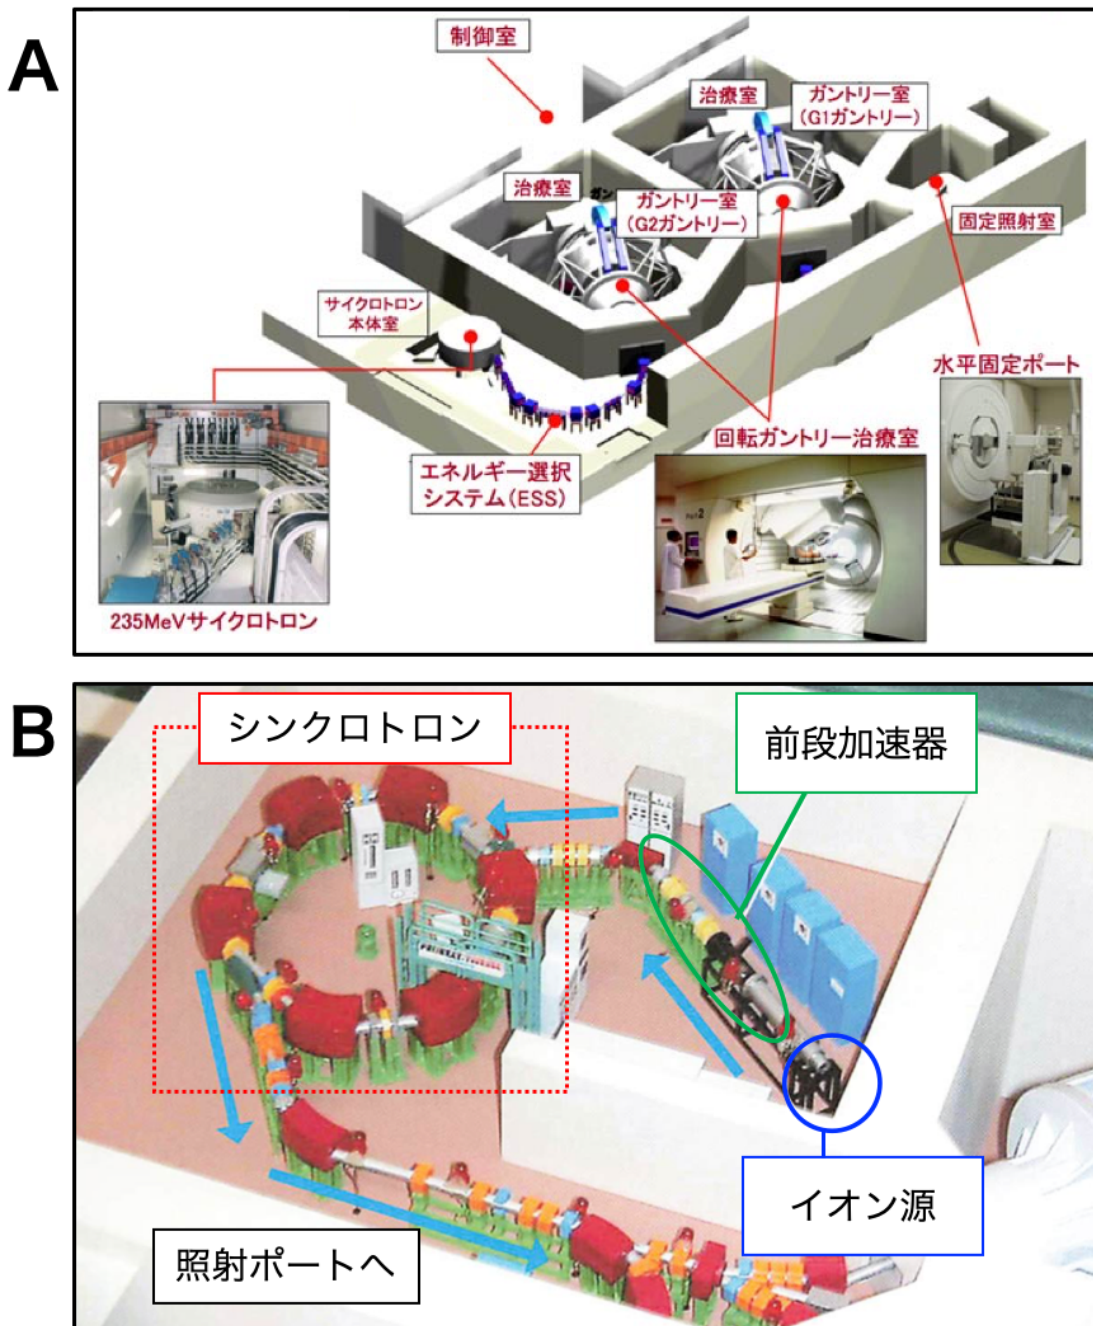 A
制御室
治療室
ガントリー室
(G1ガントリー)
治療室
ガン
ガントリー室
(G2ガントリー)
固定照射室
サイクロトロン
本体室
水平固定ポート
回転ガントリー治療室
エネルギー選択
システム(ESS)
235MeVサイクロトロン
B
シンクロトロン
前段加速器
イオン源
照射ポートへ